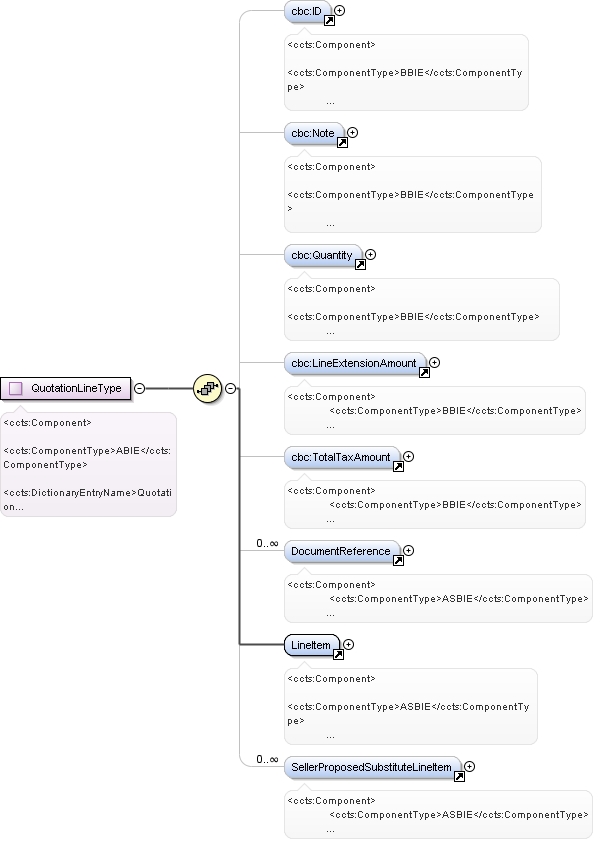 cbc:ID
<ccts:Component>
<ccts:ComponentType>BBIE</ccts:ComponentTy
pe>
...
cbc:Note
<ccts:Component>
<ccts:ComponentType>BBIE</ccts:ComponentType
>
...
cbc:Quantity
<ccts:Component>
<ccts:ComponentType>BBIE</ccts:ComponentType>
...
cbc:LineExtensionAmount
<ccts:Component>
<ccts:ComponentType>BBIE</ccts:ComponentType>
...
QuotationLineType
<ccts:Component>
<ccts:ComponentType>ABIE</ccts:
ComponentType>
<ccts:DictionaryEntryName>Quotati
on...
cbc:TotalTaxAmount
<ccts:Component>
<ccts:ComponentType>BBIE</ccts:ComponentType>
...
0..∞
DocumentReference
<ccts:Component>
<ccts:ComponentType>ASBIE</ccts:ComponentType>
...
LineItem
<ccts:Component>
<ccts:ComponentType>ASBIE</ccts:ComponentTy
pe>
...
0..∞
SellerProposedSubstituteLineItem
<ccts:Component>
<ccts:ComponentType>ASBIE</ccts:ComponentType>
...